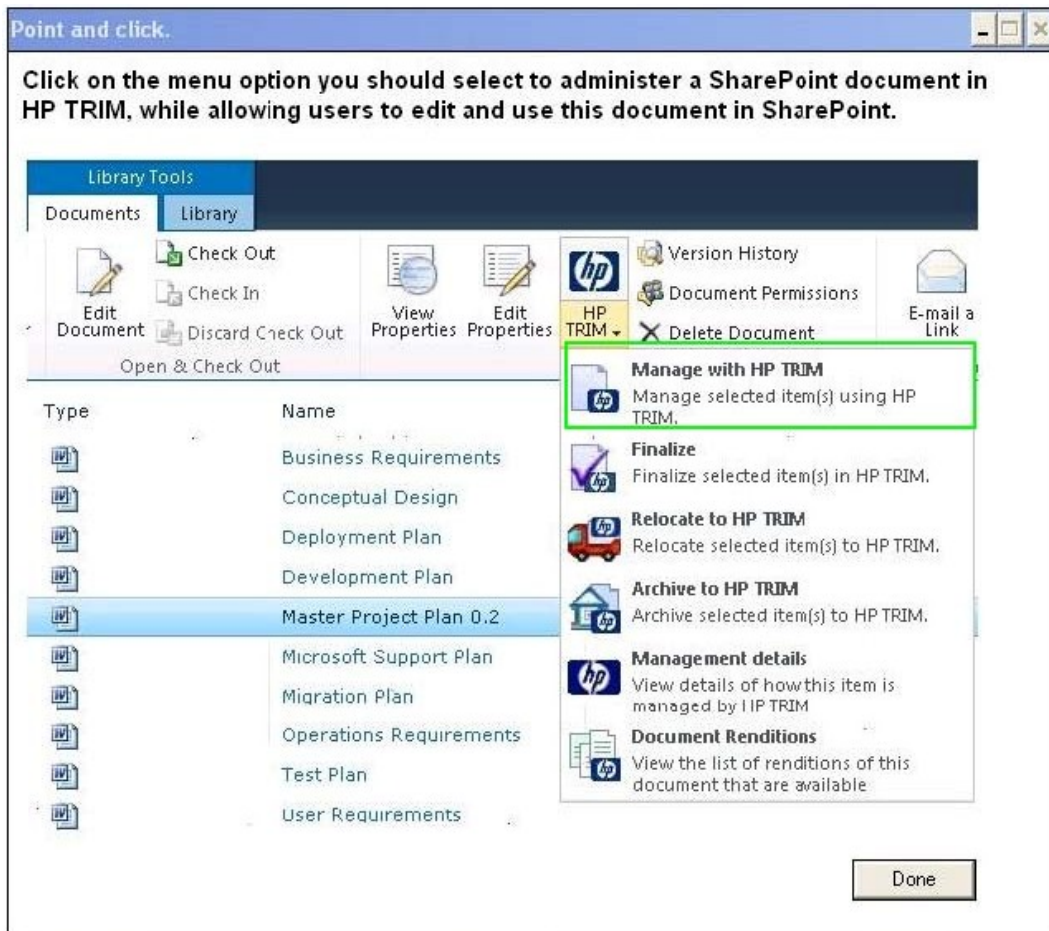 Point and click.
Click on the menu option you should select to administer a SharePoint document in
HP TRIM, while allowing users to edit and use this document in SharePoint.
Library Tools
Documents Library
Edit
Document
Check Out
Check In
Discard Check Out
Open & Check Out
View
Properties
Edit
Properties
hp
HP
TRIM
Version History
Document Permissions
Delete Document
E-mail a
Link
Manage with HP TRIM
Manage selected item(s) using HP
TRIM.
Finalize
Finalize selected item(s) in HP TRIM.
Relocate to HP TRIM
Relocate selected item(s) to HP TRIM.
Archive to HP TRIM
Archive selected item(s) to HP TRIM.
Management details
View details of how this item is
managed by HP TRIM
Document Renditions
View the list of renditions of this
document that are available
Type Name
Business Requirements
Conceptual Design
Deployment Plan
Development Plan
Master Project Plan 0.2
Microsoft Support Plan
Migration Plan
Operations Requirements
Test Plan
User Requirements
Done